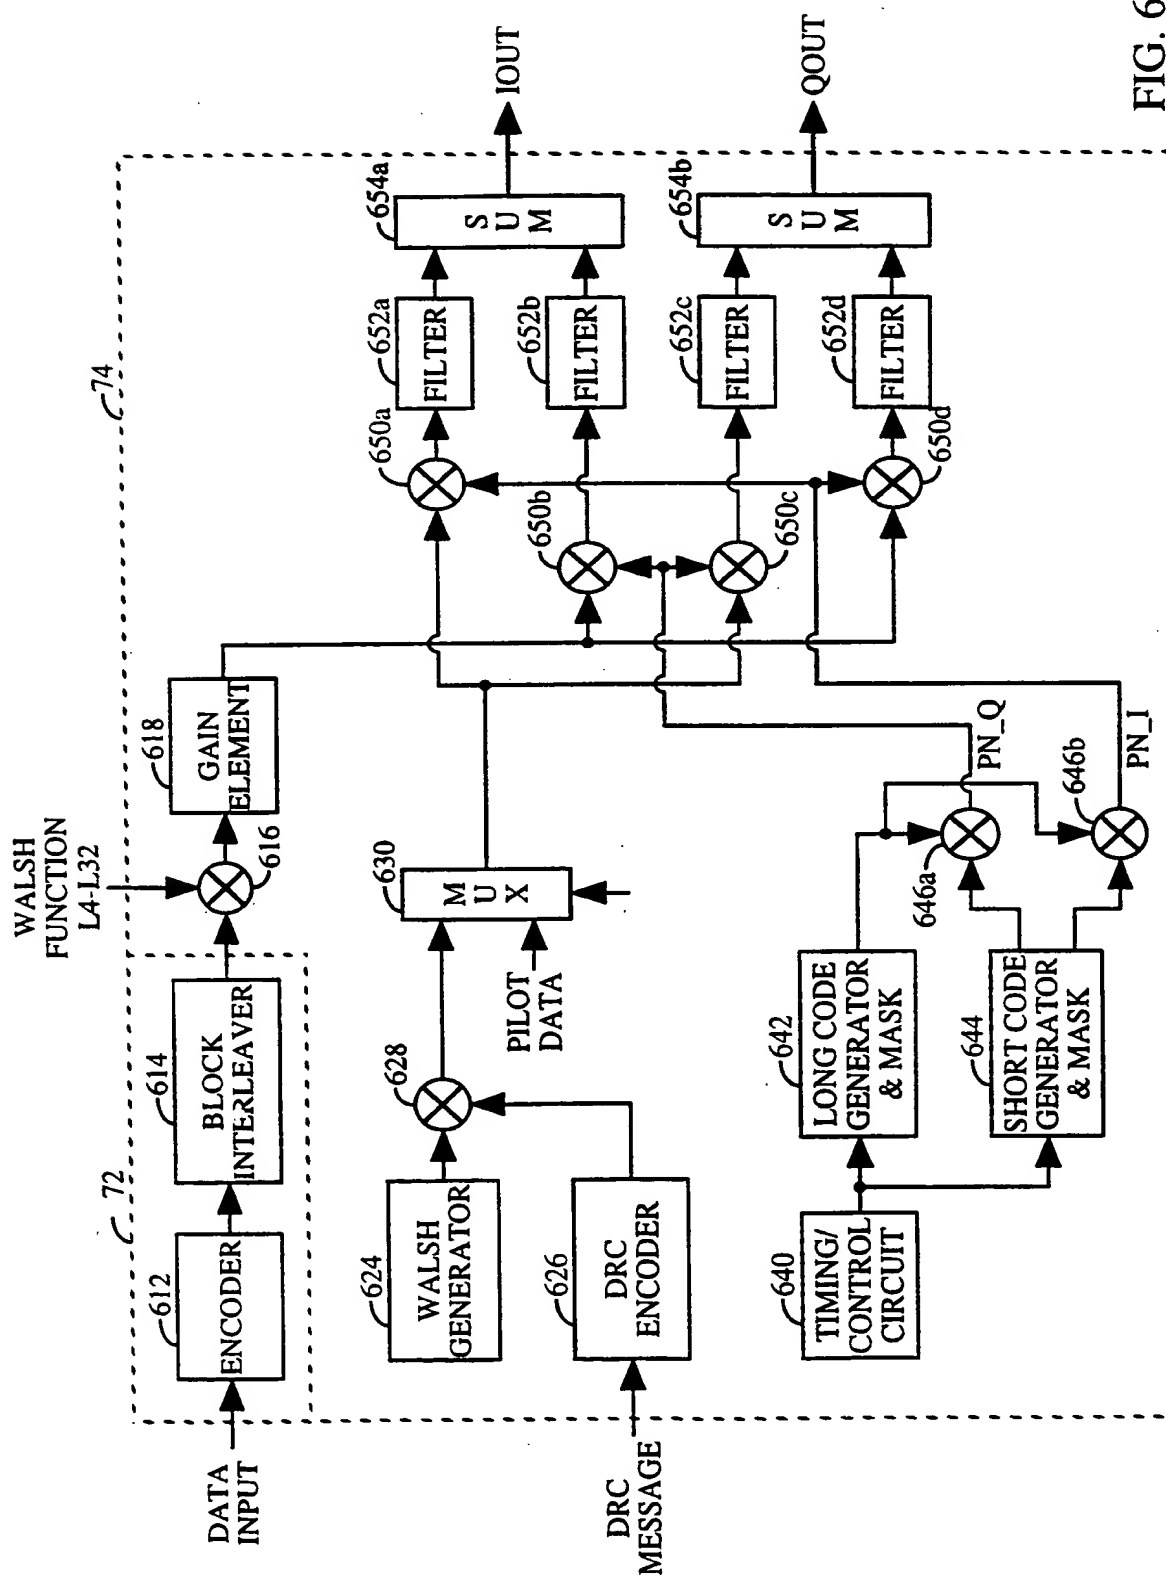 DATA
INPUT
612
ENCODER
72
614
BLOCK
INTERLEAVER
WALSH
FUNCTION
L4-L32
616
618
GAIN
ELEMENT
74
DRC
MESSAGE
624
WALSH
GENERATOR
626
DRC
ENCODER
628
PILOT
DATA
630
M
U
X
640
TIMING/
CONTROL
CIRCUIT
642
LONG CODE
GENERATOR
& MASK
644
SHORT CODE
GENERATOR
& MASK
646a
646b
PN_Q
PN_I
650a
650b
650c
650d
652a
FILTER
652b
FILTER
652c
FILTER
652d
FILTER
654a
S
U
M
654b
S
U
M
IOUT
QOUT
FIG. 6